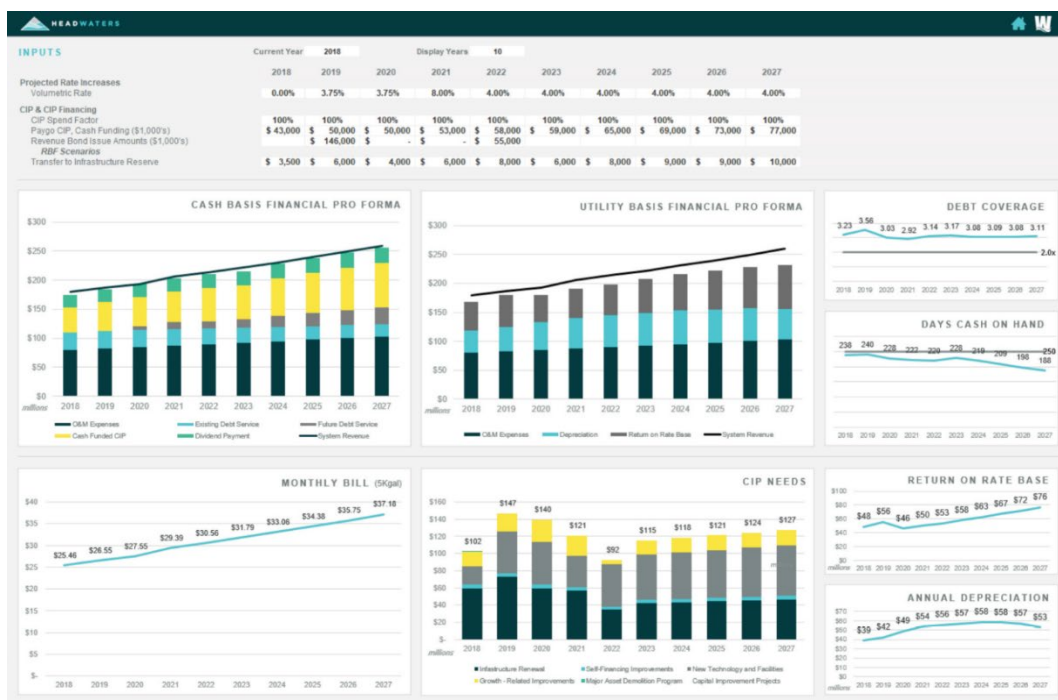 HEADWATERS
INPUTS
Current Year 2018 Display Years 10
2018 2019 2020 2021 2022 2023 2024 2025 2026 2027
Projected Rate Increases
Volumetric Rate 0.00% 3.75% 3.75% 8.00% 4.00% 4.00% 4.00% 4.00% 4.00% 4.00%
CIP & CIP Financing
CIP Spend Factor 100% 100% 100% 100% 100% 100% 100% 100% 100% 100%
Paygo CIP, Cash Funding ($1,000's) $ 43,000 $ 50,000 $ 50,000 $ 53,000 $ 58,000 $ 59,000 $ 65,000 $ 69,000 $ 73,000 $ 77,000
Revenue Bond Issue Amounts ($1,000's) $ 146,000 $ - $ - $ 55,000
RBF Scenarios
Transfer to Infrastructure Reserve $ 3,500 $ 6,000 $ 4,000 $ 6,000 $ 8,000 $ 6,000 $ 8,000 $ 9,000 $ 9,000 $ 10,000
CASH BASIS FINANCIAL PRO FORMA
$300
$250
$200
$150
$100
$50
$0
millions
2018 2019 2020 2021 2022 2023 2024 2025 2026 2027
O&M Expenses Existing Debt Service Future Debt Service
Cash Funded CIP Dividend Payment System Revenue
UTILITY BASIS FINANCIAL PRO FORMA
$300
$250
$200
$150
$100
$50
$0
millions
2018 2019 2020 2021 2022 2023 2024 2025 2026 2027
O&M Expenses Depreciation Return on Rate Base System Revenue
DEBT COVERAGE
3.23 3.56 3.03 2.92 3.14 3.17 3.08 3.09 3.08 3.11
2.0x
2018 2019 2020 2021 2022 2023 2024 2025 2026 2027
DAYS CASH ON HAND
238 240 228 222 220 228 219 209 198 188
250
2018 2019 2020 2021 2022 2023 2024 2025 2026 2027
MONTHLY BILL (5Kgal)
$40
$35
$30
$25
$20
$15
$10
$5
$-
$25.46 $26.55 $27.55 $29.39 $30.56 $31.79 $33.06 $34.38 $35.75 $37.18
2018 2019 2020 2021 2022 2023 2024 2025 2026 2027
CIP NEEDS
$160
$140
$120
$100
$80
$60
$40
$20
$-
millions
$102 $147 $140 $121 $92 $115 $118 $121 $124 $127
2018 2019 2020 2021 2022 2023 2024 2025 2026 2027
Infrastructure Renewal Self-Financing Improvements New Technology and Facilities
Growth - Related Improvements Major Asset Demolition Program Capital Improvement Projects
RETURN ON RATE BASE
$100
$80
$60
$40
$20
$0
millions
$48 $56 $46 $50 $53 $58 $63 $67 $72 $76
2018 2019 2020 2021 2022 2023 2024 2025 2026 2027
ANNUAL DEPRECIATION
$70
$60
$50
$40
$30
$20
$10
$0
millions
$39 $42 $49 $54 $56 $57 $58 $58 $57 $53
2018 2019 2020 2021 2022 2023 2024 2025 2026 2027